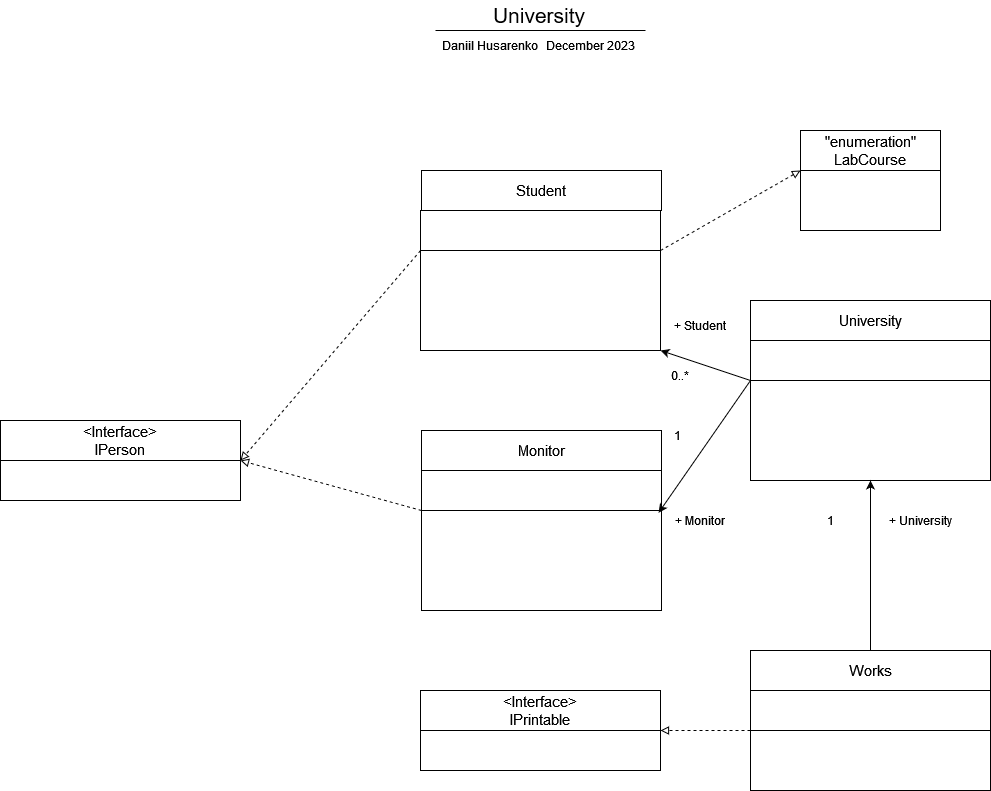 University
Daniil Husarenko  December 2023
"enumeration"
LabCourse
Student
University
+ Student
0..*
<Interface>
IPerson
Monitor
1
+ Monitor
1
+ University
Works
<Interface>
IPrintable